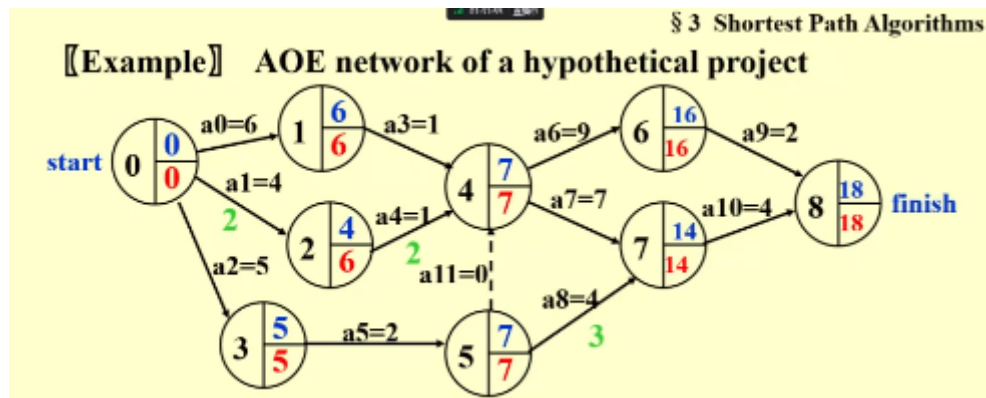 §3 Shortest Path Algorithms
〖Example〗 AOE network of a hypothetical project
start
0
0
0
a0=6
a1=4
2
a2=5
1
6
6
a3=1
2
4
6
a4=1
2
3
5
5
a5=2
a11=0
4
7
7
5
7
7
a6=9
a7=7
a8=4
3
6
16
16
a9=2
7
14
14
a10=4
8
18
18
finish